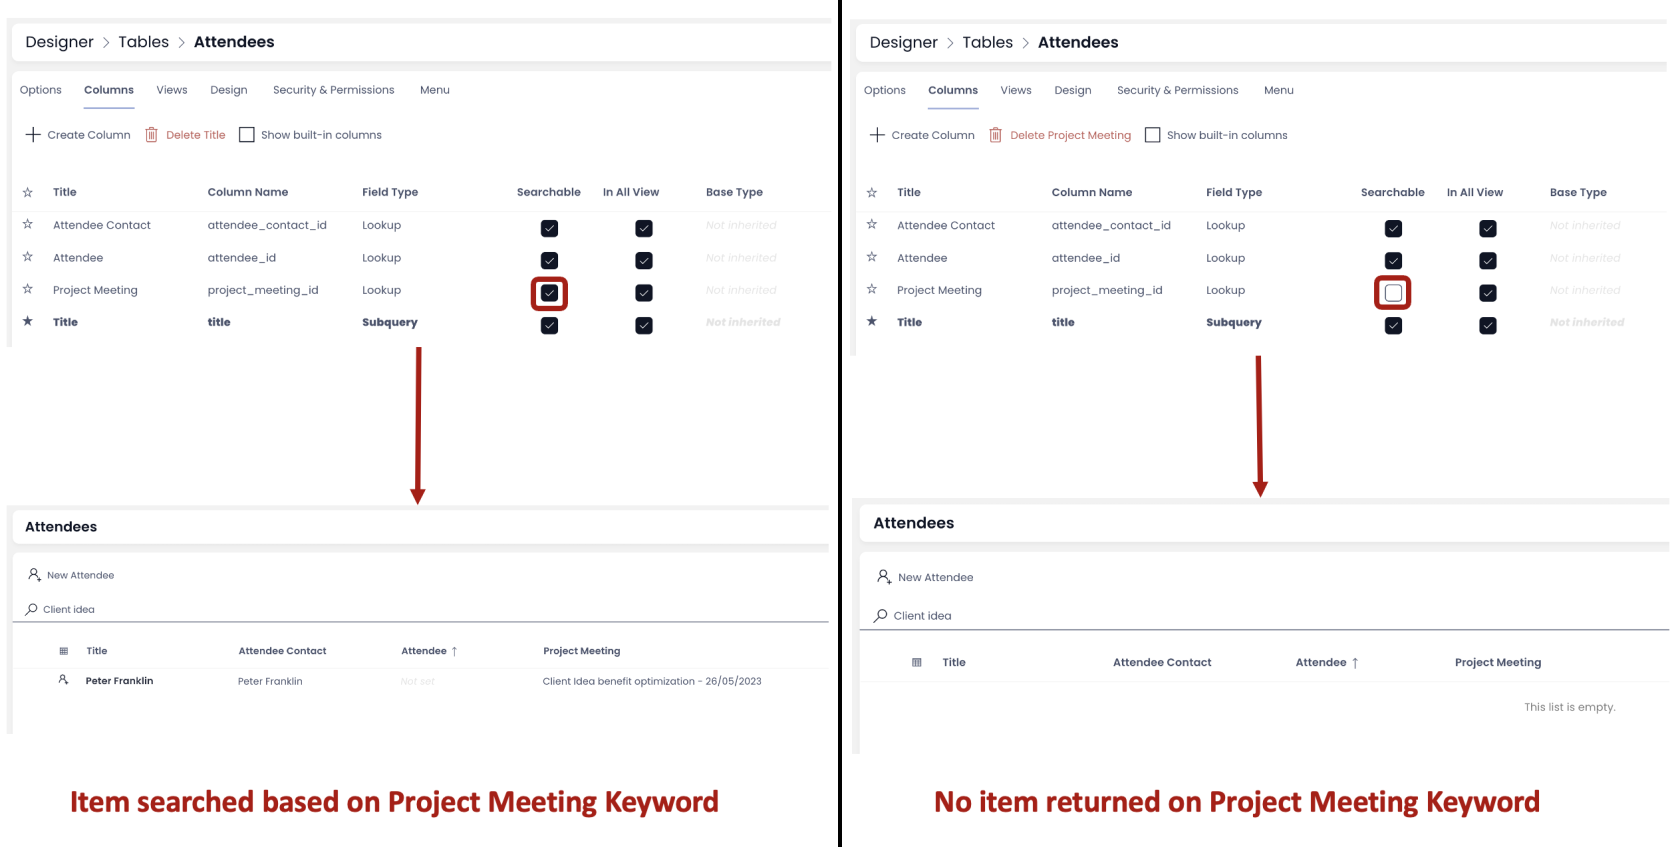 Designer > Tables > Attendees
Options Columns Views Design Security & Permissions Menu
Create Column Delete Title Show built-in columns
Title Column Name Field Type Searchable In All View Base Type
Attendee Contact attendee_contact_id Lookup Not inherited
Attendee attendee_id Lookup Not inherited
Project Meeting project_meeting_id Lookup Not inherited
Title title Subquery Not inherited
Attendees
New Attendee
Client idea
Title Attendee Contact Attendee ↑ Project Meeting
Peter Franklin Peter Franklin Not set Client Idea benefit optimization - 26/05/2023
Item searched based on Project Meeting Keyword
Designer > Tables > Attendees
Options Columns Views Design Security & Permissions Menu
Create Column Delete Project Meeting Show built-in columns
Title Column Name Field Type Searchable In All View Base Type
Attendee Contact attendee_contact_id Lookup Not inherited
Attendee attendee_id Lookup Not inherited
Project Meeting project_meeting_id Lookup Not inherited
Title title Subquery Not inherited
Attendees
New Attendee
Client idea
Title Attendee Contact Attendee ↑ Project Meeting
This list is empty.
No item returned on Project Meeting Keyword